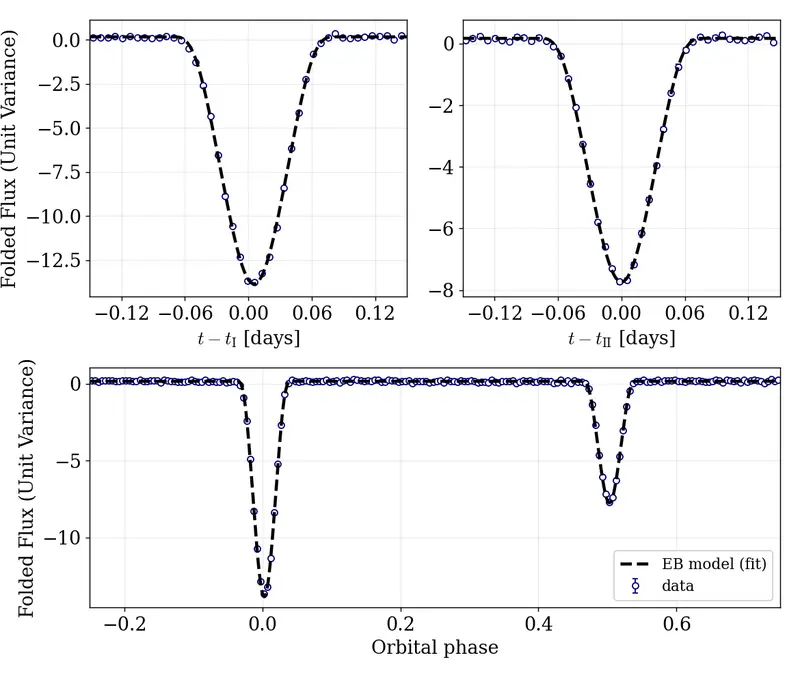 Folded Flux (Unit Variance)
0.0
−2.5
−5.0
−7.5
−10.0
−12.5
−0.12 −0.06 0.00 0.06 0.12
t − tI [days]
0
−2
−4
−6
−8
−0.12 −0.06 0.00 0.06 0.12
t − tII [days]
Folded Flux (Unit Variance)
0
−5
−10
EB model (fit)
data
−0.2 0.0 0.2 0.4 0.6
Orbital phase